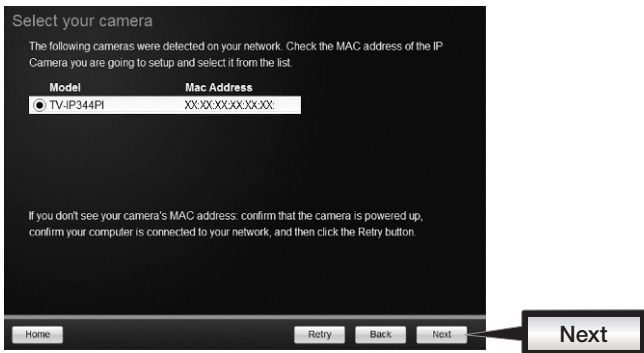 Select your camera
The following cameras were detected on your network. Check the MAC address of the IP
Camera you are going to setup and select it from the list.
Model Mac Address
TV-IP344PI XX:XX:XX:XX:XX:XX:
If you don't see your camera's MAC address: confirm that the camera is powered up,
confirm your computer is connected to your network, and then click the Retry button.
Home Retry Back Next
Next